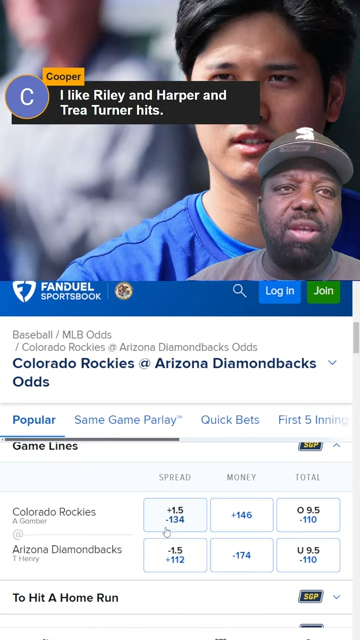 Cooper
C
I like Riley and Harper and
Trea Turner hits.
FANDUEL
SPORTSBOOK
Log In
Join
Baseball / MLB Odds
/ Colorado Rockies @ Arizona Diamondbacks Odds
Colorado Rockies @ Arizona Diamondbacks
Odds
Popular
Same Game Parlay™
Quick Bets
First 5 Inning
Game Lines
SGP
SPREAD
MONEY
TOTAL
Colorado Rockies
A Gomber
+1.5
-134
+146
O 9.5
-110
@
Arizona Diamondbacks
T Henry
-1.5
+112
-174
U 9.5
-110
To Hit A Home Run
SGP